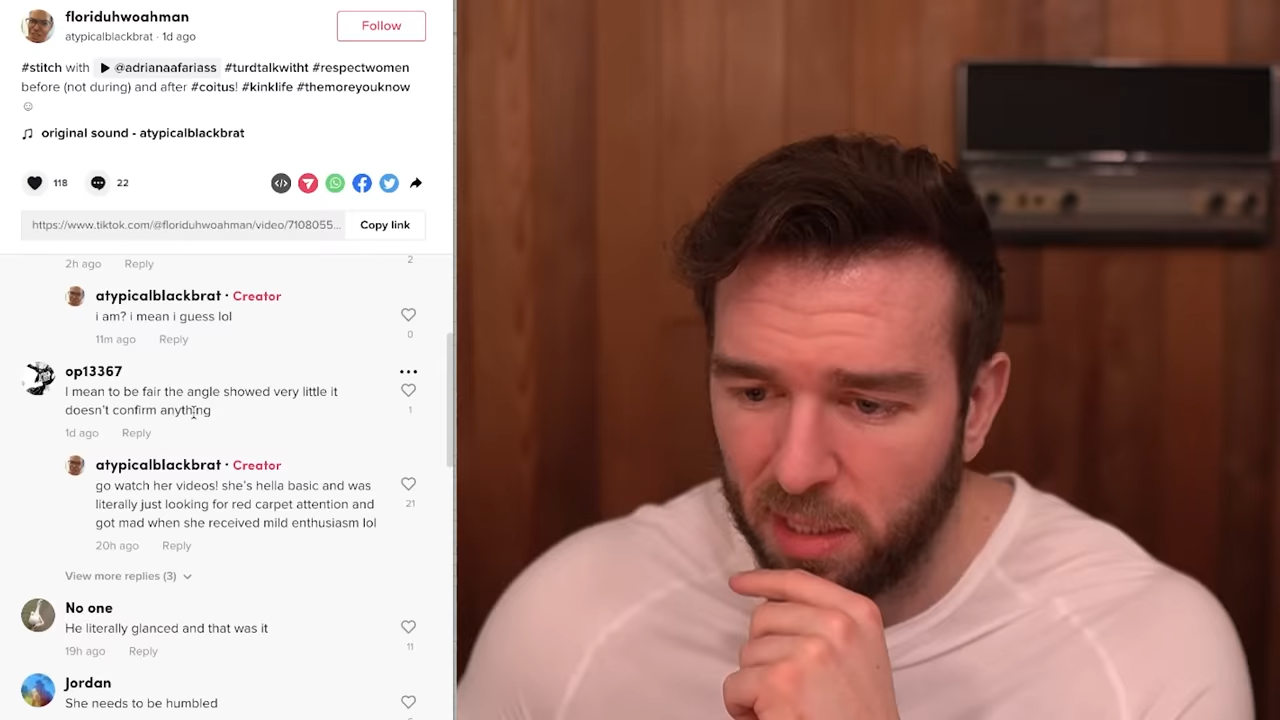 floriduhwoahman
atypicalblackbrat · 1d ago
Follow
#stitch with ▶ @adrianaafariass #turdtalkwitht #respectwomen
before (not during) and after #coitus! #kinklife #themoreyouknow
☺
♫ original sound - atypicalblackbrat
118
22
https://www.tiktok.com/@floriduhwoahman/video/7108055...
Copy link
2h ago Reply
2
atypicalblackbrat · Creator
i am? i mean i guess lol
0
11m ago Reply
op13367
I mean to be fair the angle showed very little it
doesn't confirm anything
1
1d ago Reply
atypicalblackbrat · Creator
go watch her videos! she's hella basic and was
literally just looking for red carpet attention and
got mad when she received mild enthusiasm lol
21
20h ago Reply
View more replies (3)
No one
He literally glanced and that was it
11
19h ago Reply
Jordan
She needs to be humbled